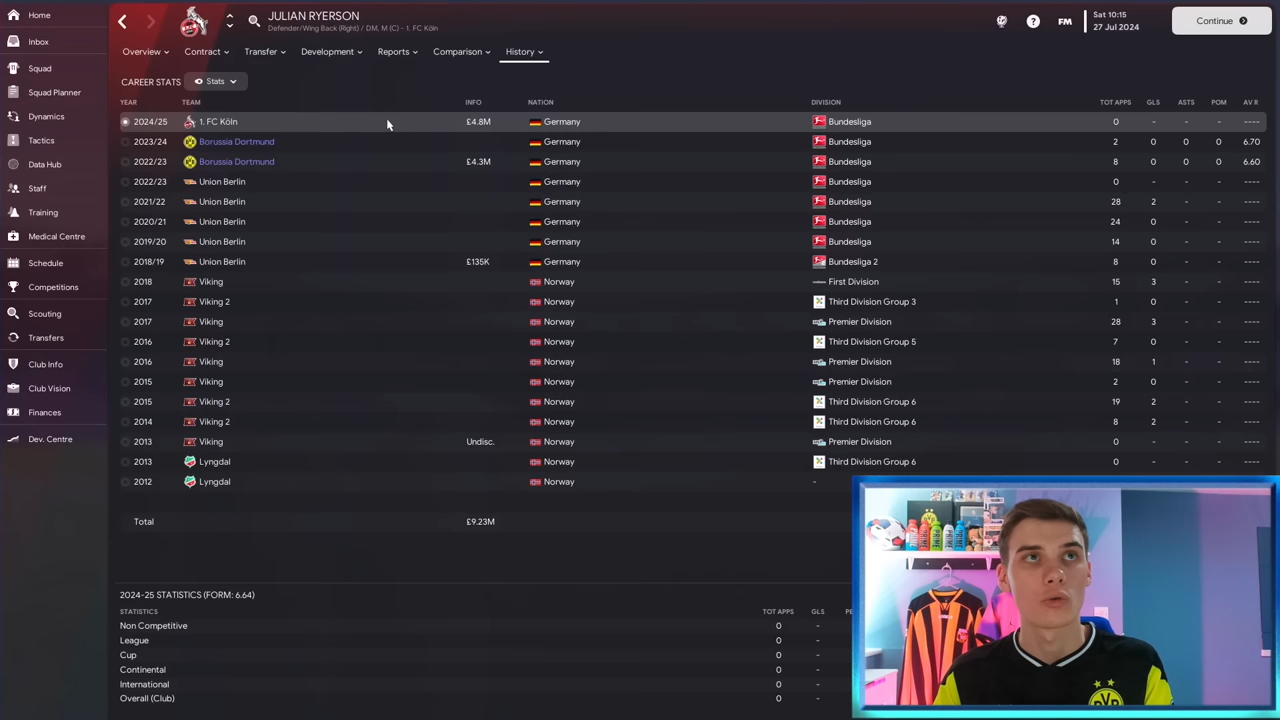 Home
Inbox
Squad
Squad Planner
Dynamics
Tactics
Data Hub
Staff
Training
Medical Centre
Schedule
Competitions
Scouting
Transfers
Club Info
Club Vision
Finances
Dev. Centre
JULIAN RYERSON
Defender/Wing Back (Right) / DM, M (C) - 1. FC Köln
? FM Sat 10:15 27 Jul 2024 Continue
Overview Contract Transfer Development Reports Comparison History
CAREER STATS Stats
YEAR TEAM INFO NATION DIVISION TOT APPS GLS ASTS POM AV R
2024/25 1. FC Köln £4.8M Germany Bundesliga 0 - - - ----
2023/24 Borussia Dortmund Germany Bundesliga 2 0 0 0 6.70
2022/23 Borussia Dortmund £4.3M Germany Bundesliga 8 0 0 0 6.60
2022/23 Union Berlin Germany Bundesliga 0 - - - ----
2021/22 Union Berlin Germany Bundesliga 28 2 - - ----
2020/21 Union Berlin Germany Bundesliga 24 0 - - ----
2019/20 Union Berlin Germany Bundesliga 14 0 - - ----
2018/19 Union Berlin £135K Germany Bundesliga 2 8 0 - - ----
2018 Viking Norway First Division 15 3 - - ----
2017 Viking 2 Norway Third Division Group 3 1 0 - - ----
2017 Viking Norway Premier Division 28 3 - - ----
2016 Viking 2 Norway Third Division Group 5 7 0 - - ----
2016 Viking Norway Premier Division 18 1 - - ----
2015 Viking Norway Premier Division 2 0 - - ----
2015 Viking 2 Norway Third Division Group 6 19 2 - - ----
2014 Viking 2 Norway Third Division Group 6 8 2 - - ----
2013 Viking Undisc. Norway Premier Division 0 - - - ----
2013 Lyngdal Norway Third Division Group 6 0 - - - ----
2012 Lyngdal Norway -
Total £9.23M
2024-25 STATISTICS (FORM: 6.64)
STATISTICS TOT APPS GLS
Non Competitive 0 -
League 0 -
Cup 0 -
Continental 0 -
International 0 -
Overall (Club) 0 -
BVB